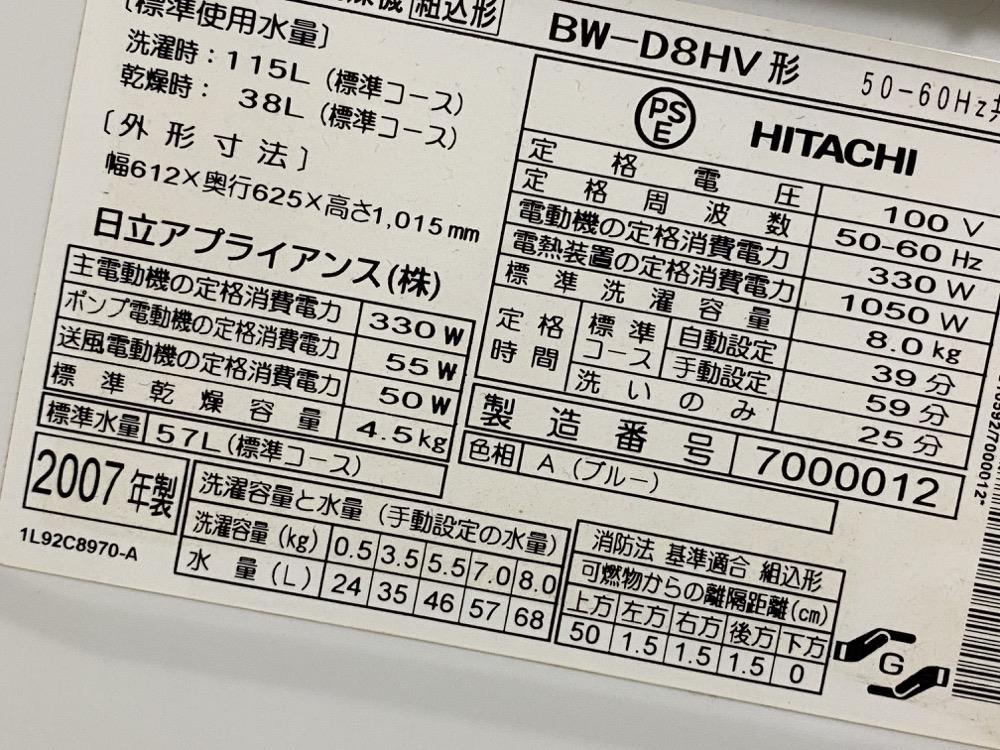 組込形
BW-D8HV形
50-60Hz
[標準使用水量]
洗濯時：115L（標準コース）
乾燥時： 38L（標準コース）
[外形寸法]
幅612×奥行625×高さ1,015mm
日立アプライアンス(株)
主電動機の定格消費電力 330W
ポンプ電動機の定格消費電力 55W
送風電動機の定格消費電力 50W
標準乾燥容量 4.5kg
標準水量 57L(標準コース)
2007年製
1L92C8970-A
PSE
HITACHI
定格電圧 100V
定格周波数 50-60Hz
電動機の定格消費電力 330W
電熱装置の定格消費電力 1050W
標準洗濯容量 8.0kg
定格時間 標準コース 自動設定 39分
手動設定 59分
洗いのみ 25分
製造番号 7000012
色相 A（ブルー）
洗濯容量と水量（手動設定の水量）
洗濯容量(kg) 0.5 3.5 5.5 7.0 8.0
水量(L) 24 35 46 57 68
消防法 基準適合 組込形
可燃物からの離隔距離(cm)
上方 左方 右方 後方 下方
50 1.5 1.5 1.5 0
G